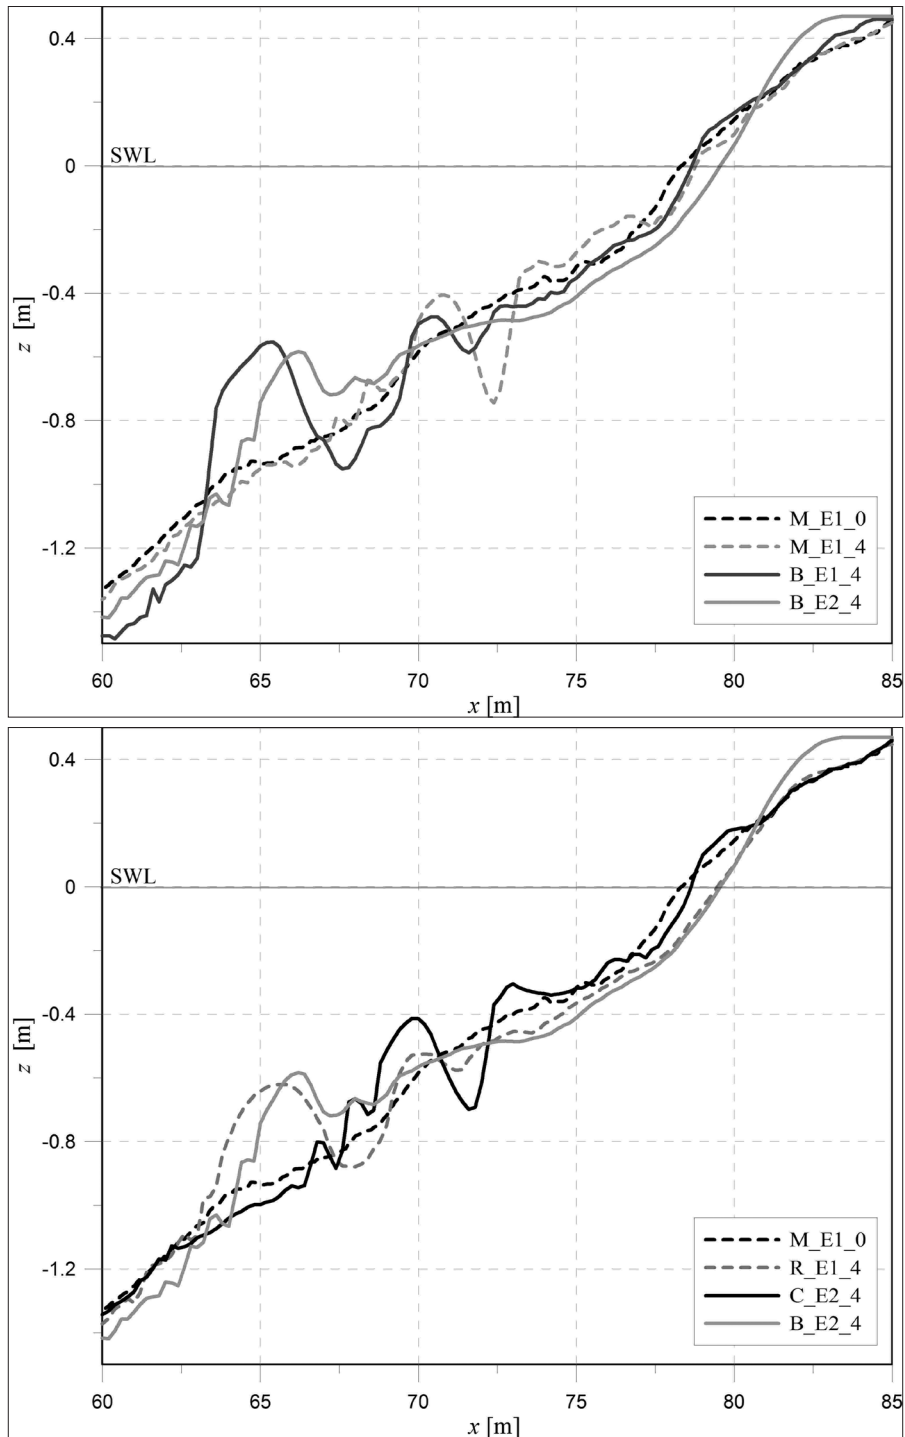 0.4
SWL
0
z [m]
-0.4
-0.8
-1.2
M_E1_0
M_E1_4
B_E1_4
B_E2_4
60 65 70 75 80 85
x [m]
0.4
SWL
0
z [m]
-0.4
-0.8
-1.2
M_E1_0
R_E1_4
C_E2_4
B_E2_4
60 65 70 75 80 85
x [m]